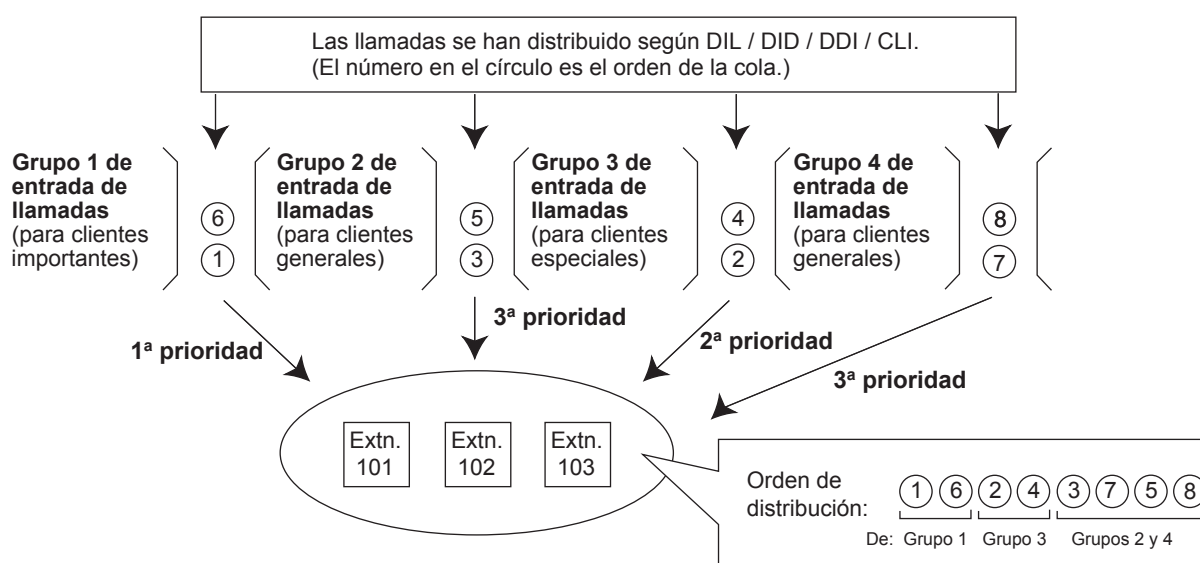 Las llamadas se han distribuido según DIL / DID / DDI / CLI.
(El número en el círculo es el orden de la cola.)
Grupo 1 de
entrada de
llamadas
(para clientes
importantes)
6
1
Grupo 2 de
entrada de
llamadas
(para clientes
generales)
5
3
Grupo 3 de
entrada de
llamadas
(para clientes
especiales)
4
2
Grupo 4 de
entrada de
llamadas
(para clientes
generales)
8
7
1ª prioridad
3ª prioridad
2ª prioridad
3ª prioridad
Extn.
101
Extn.
102
Extn.
103
Orden de
distribución:
1 6 2 4 3 7 5 8
De: Grupo 1 Grupo 3 Grupos 2 y 4